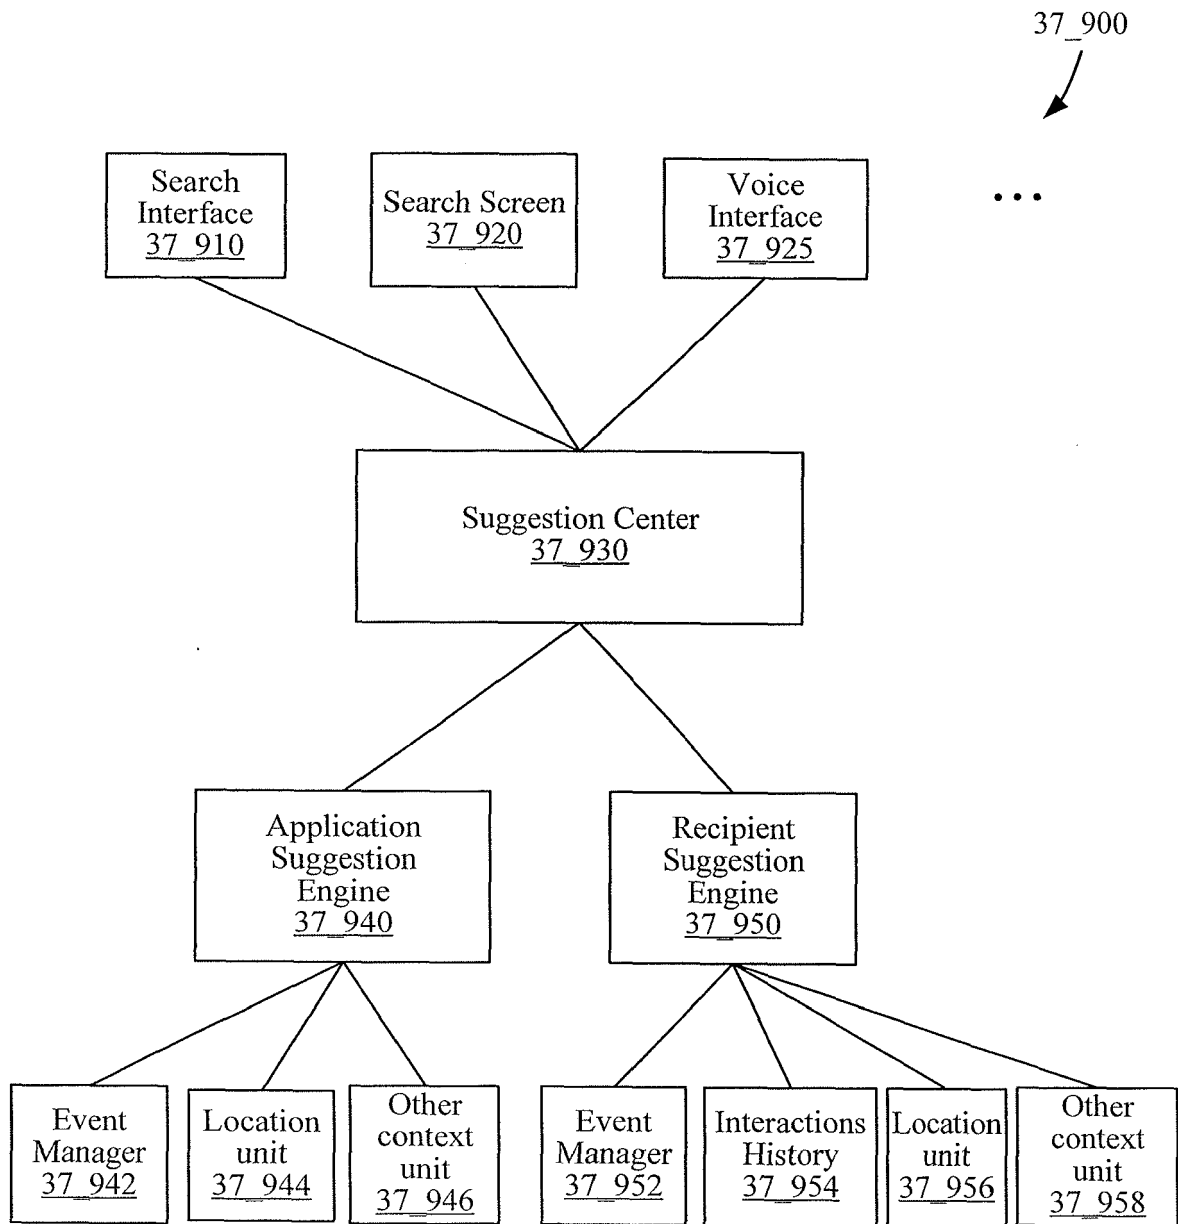 37_900
Search
Interface
37_910
Search Screen
37_920
Voice
Interface
37_925
...
Suggestion Center
37_930
Application
Suggestion
Engine
37_940
Recipient
Suggestion
Engine
37_950
Event
Manager
37_942
Location
unit
37_944
Other
context
unit
37_946
Event
Manager
37_952
Interactions
History
37_954
Location
unit
37_956
Other
context
unit
37_958